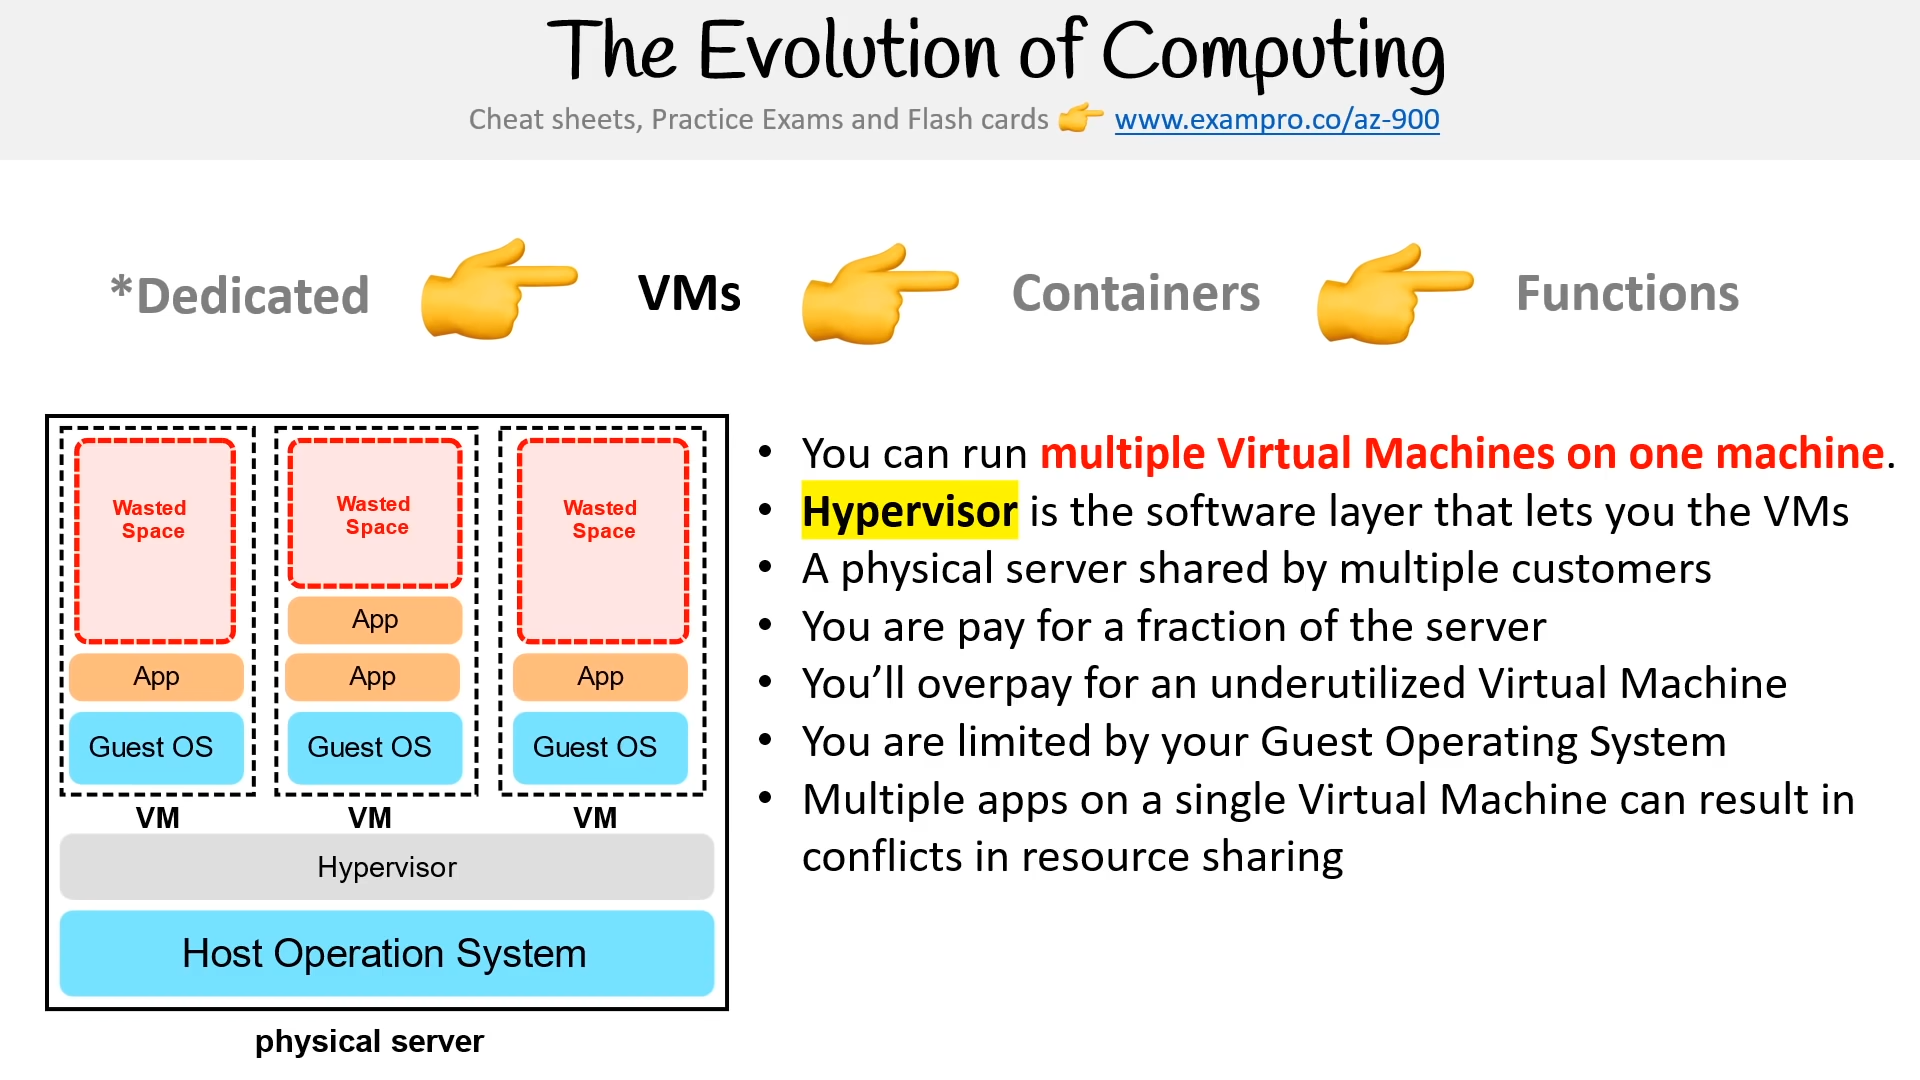 The Evolution of Computing
Cheat sheets, Practice Exams and Flash cards 👉 www.exampro.co/az-900
*Dedicated 👉 VMs 👉 Containers 👉 Functions
Wasted
Space
App
Guest OS
VM
Wasted
Space
App
App
Guest OS
VM
Wasted
Space
App
Guest OS
VM
Hypervisor
Host Operation System
physical server
• You can run multiple Virtual Machines on one machine.
• Hypervisor is the software layer that lets you the VMs
• A physical server shared by multiple customers
• You are pay for a fraction of the server
• You’ll overpay for an underutilized Virtual Machine
• You are limited by your Guest Operating System
• Multiple apps on a single Virtual Machine can result in
conflicts in resource sharing